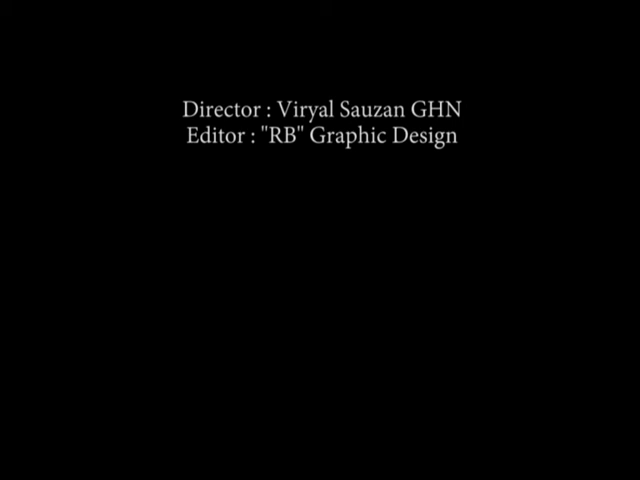 Director : Viryal Sauzan GHN
Editor : "RB" Graphic Design